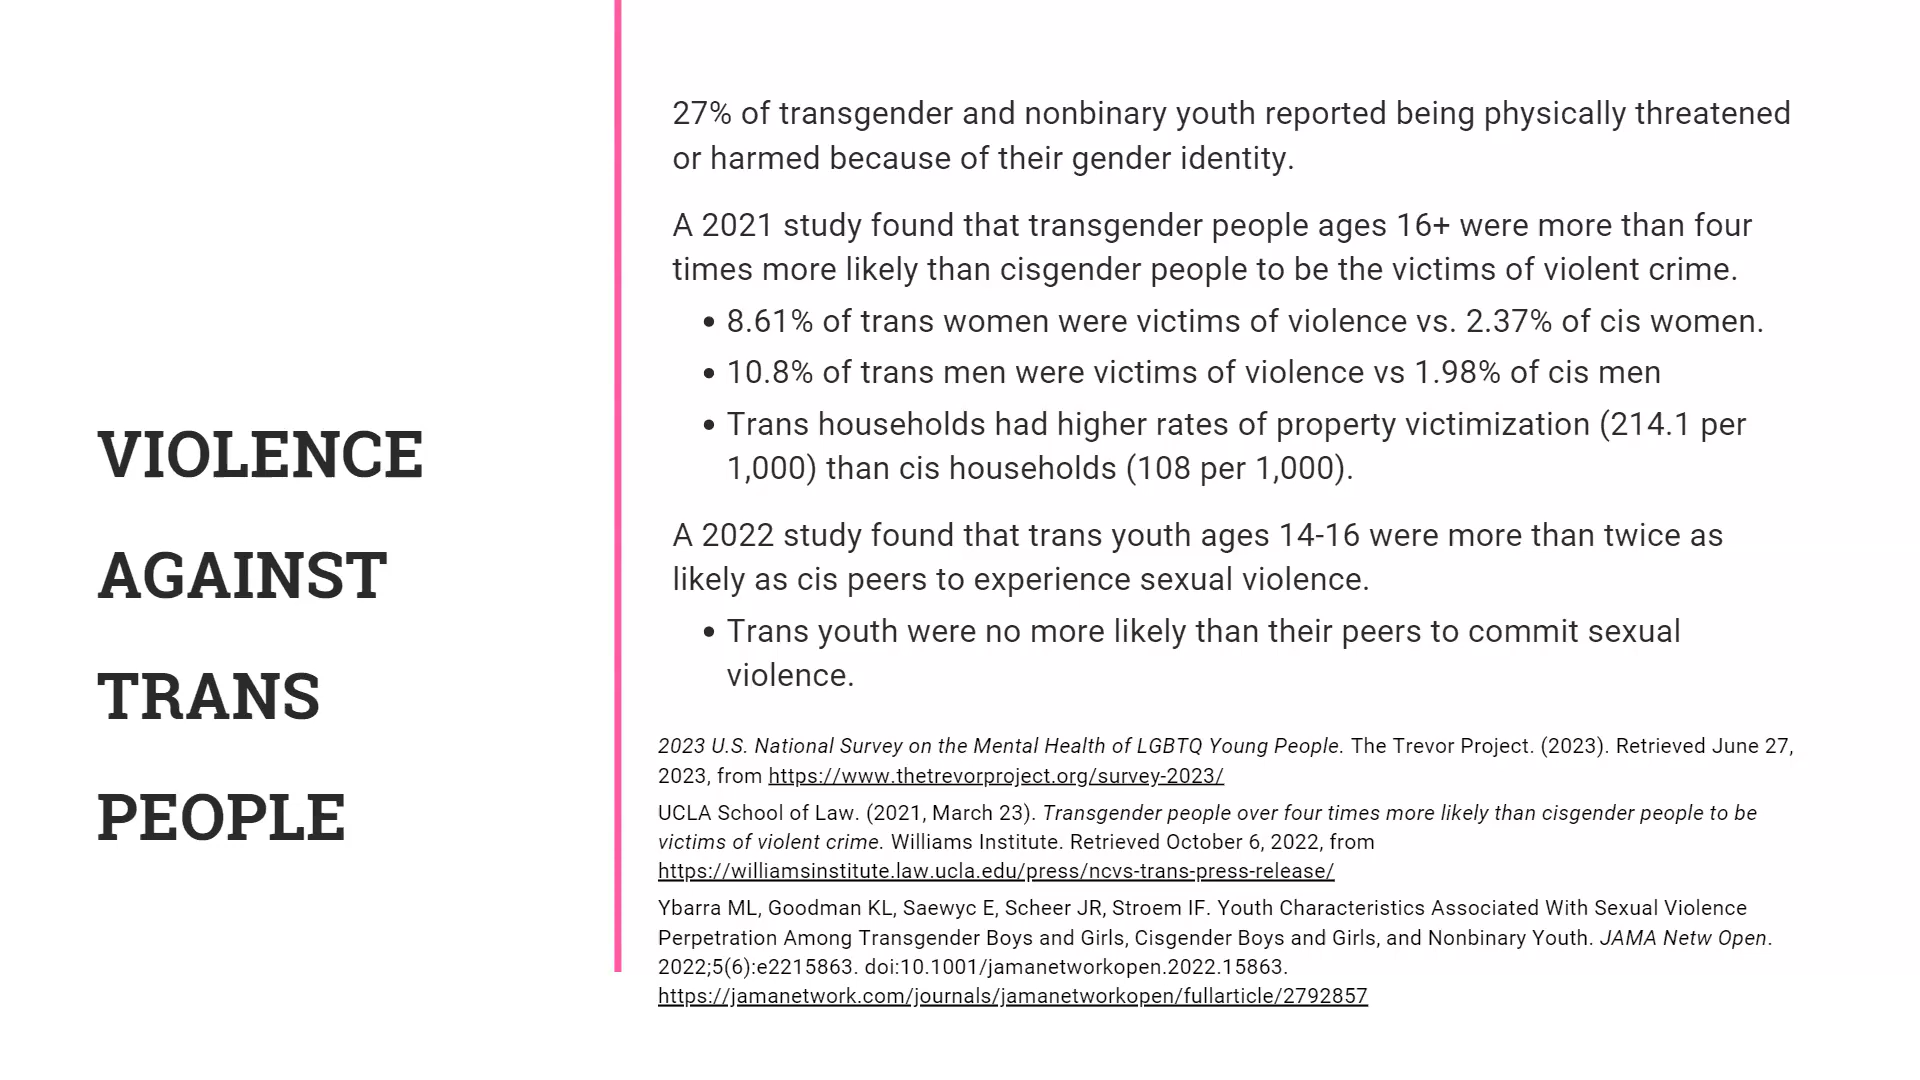 VIOLENCE
AGAINST
TRANS
PEOPLE
27% of transgender and nonbinary youth reported being physically threatened
or harmed because of their gender identity.
A 2021 study found that transgender people ages 16+ were more than four
times more likely than cisgender people to be the victims of violent crime.
• 8.61% of trans women were victims of violence vs. 2.37% of cis women.
• 10.8% of trans men were victims of violence vs 1.98% of cis men
• Trans households had higher rates of property victimization (214.1 per
1,000) than cis households (108 per 1,000).
A 2022 study found that trans youth ages 14-16 were more than twice as
likely as cis peers to experience sexual violence.
• Trans youth were no more likely than their peers to commit sexual
violence.
2023 U.S. National Survey on the Mental Health of LGBTQ Young People. The Trevor Project. (2023). Retrieved June 27,
2023, from https://www.thetrevorproject.org/survey-2023/
UCLA School of Law. (2021, March 23). Transgender people over four times more likely than cisgender people to be
victims of violent crime. Williams Institute. Retrieved October 6, 2022, from
https://williamsinstitute.law.ucla.edu/press/ncvs-trans-press-release/
Ybarra ML, Goodman KL, Saewyc E, Scheer JR, Stroem IF. Youth Characteristics Associated With Sexual Violence
Perpetration Among Transgender Boys and Girls, Cisgender Boys and Girls, and Nonbinary Youth. JAMA Netw Open.
2022;5(6):e2215863. doi:10.1001/jamanetworkopen.2022.15863.
https://jamanetwork.com/journals/jamanetworkopen/fullarticle/2792857